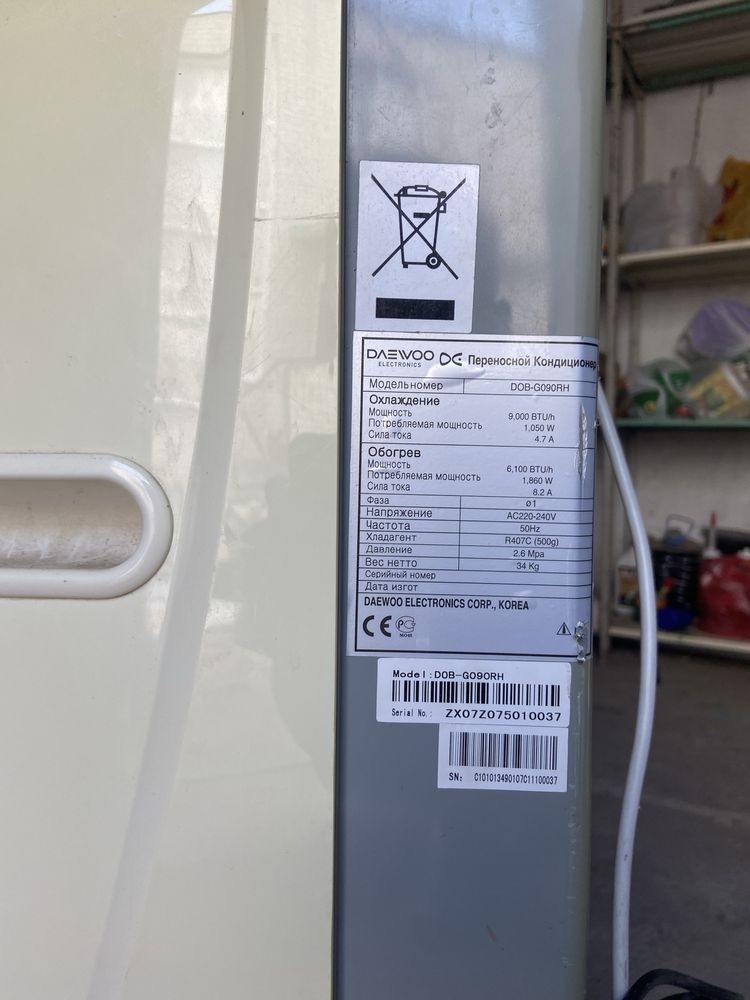 DAEWOO ELECTRONICS Переносной Кондиционер
Модель номер DOB-G090RH
Охлаждение
Мощность 9,000 BTU/h
Потребляемая мощность 1,050 W
Сила тока 4.7 A
Обогрев
Мощность 6,100 BTU/h
Потребляемая мощность 1,860 W
Сила тока 8.2 A
Фаза ø1
Напряжение AC220-240V
Частота 50Hz
Хладагент R407C (500g)
Давление 2.6 Mpa
Вес нетто 34 Kg
Серийный номер
Дата изгот
DAEWOO ELECTRONICS CORP., KOREA
CE
Model:DOB-G090RH
Serial No.: ZX07Z075010037
SN: C101013490107C11100037